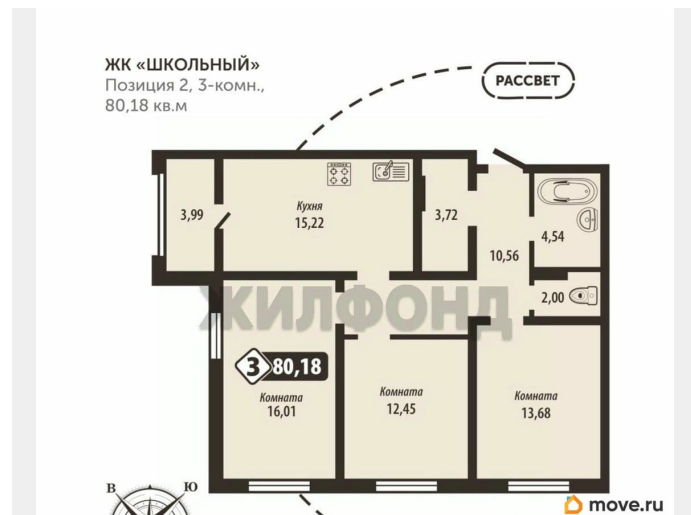 ЖК «ШКОЛЬНЫЙ»
Позиция 2, 3-комн.,
80,18 кв.м
РАССВЕТ
3,99
Кухня
15,22
3,72
4,54
10,56
2,00
ЖИЛФОНД
3 80,18
Комната
16,01
Комната
12,45
Комната
13,68
В
Ю
move.ru